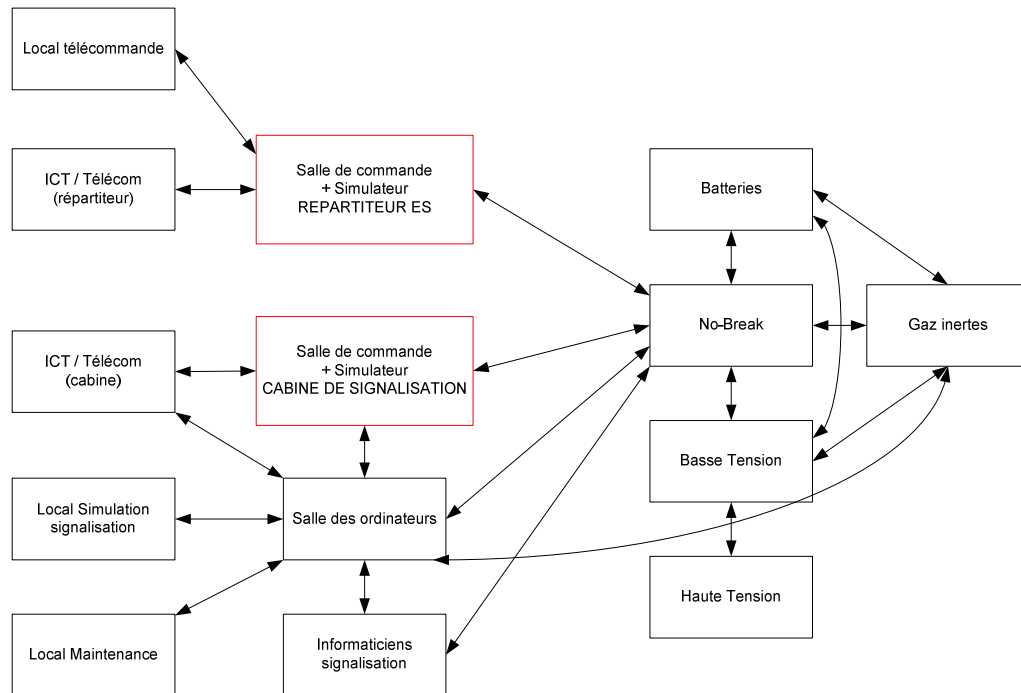 Local télécommande
ICT / Télécom
(répartiteur)
Salle de commande
+ Simulateur
REPARTITEUR ES
Batteries
No-Break
Gaz inertes
ICT / Télécom
(cabine)
Salle de commande
+ Simulateur
CABINE DE SIGNALISATION
Basse Tension
Local Simulation
signalisation
Salle des ordinateurs
Haute Tension
Local Maintenance
Informaticiens
signalisation